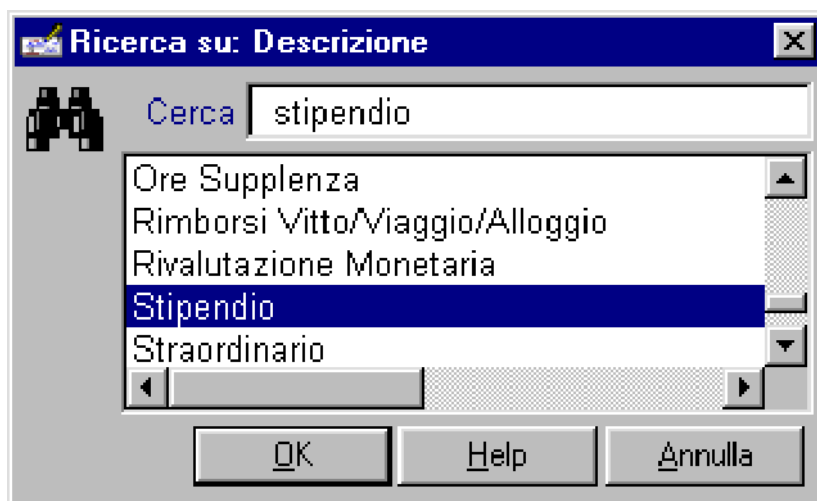 Ricerca su: Descrizione
Cerca stipendio
Ore Supplenza
Rimborsi Vitto/Viaggio/Alloggio
Rivalutazione Monetaria
Stipendio
Straordinario
OK Help Annulla